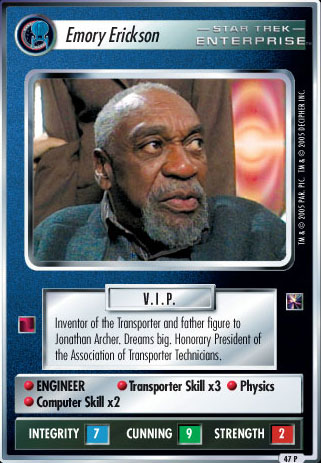 Emory Erickson
STAR TREK
ENTERPRISE
TM & © 2005 PAR. PIC. TM & © 2005 DECIPHER INC.
V.I.P.
Inventor of the Transporter and father figure to
Jonathan Archer. Dreams big. Honorary President of
the Association of Transporter Technicians.
ENGINEER Transporter Skill x3 Physics
Computer Skill x2
INTEGRITY 7 CUNNING 9 STRENGTH 2
47 P